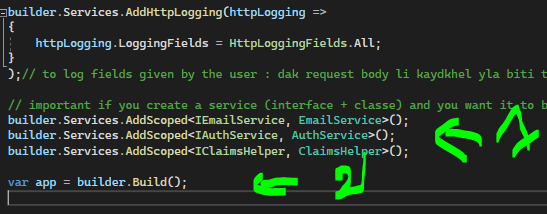 builder.Services.AddHttpLogging(httpLogging =>
{
httpLogging.LoggingFields = HttpLoggingFields.All;
}
);// to log fields given by the user : dak request body li kaydkhel yla biti t
// important if you create a service (interface + classe) and you want it to b
builder.Services.AddScoped<IEmailService, EmailService>();
builder.Services.AddScoped<IAuthService, AuthService>();
builder.Services.AddScoped<IClaimsHelper, ClaimsHelper>();
1
var app = builder.Build();
2